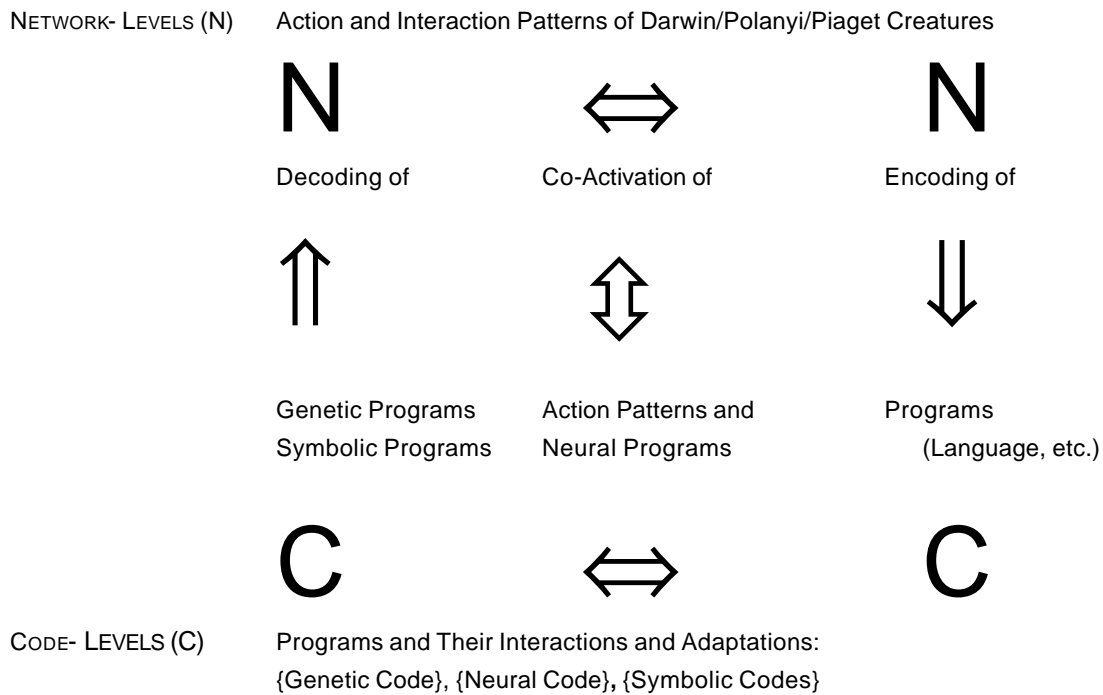 NETWORK- LEVELS (N) Action and Interaction Patterns of Darwin/Polanyi/Piaget Creatures
N ⇔ N
Decoding of Co-Activation of Encoding of
⇑ ⇕ ⇓
Genetic Programs Action Patterns and Programs
Symbolic Programs Neural Programs (Language, etc.)
C ⇔ C
CODE- LEVELS (C) Programs and Their Interactions and Adaptations:
{Genetic Code}, {Neural Code}, {Symbolic Codes}